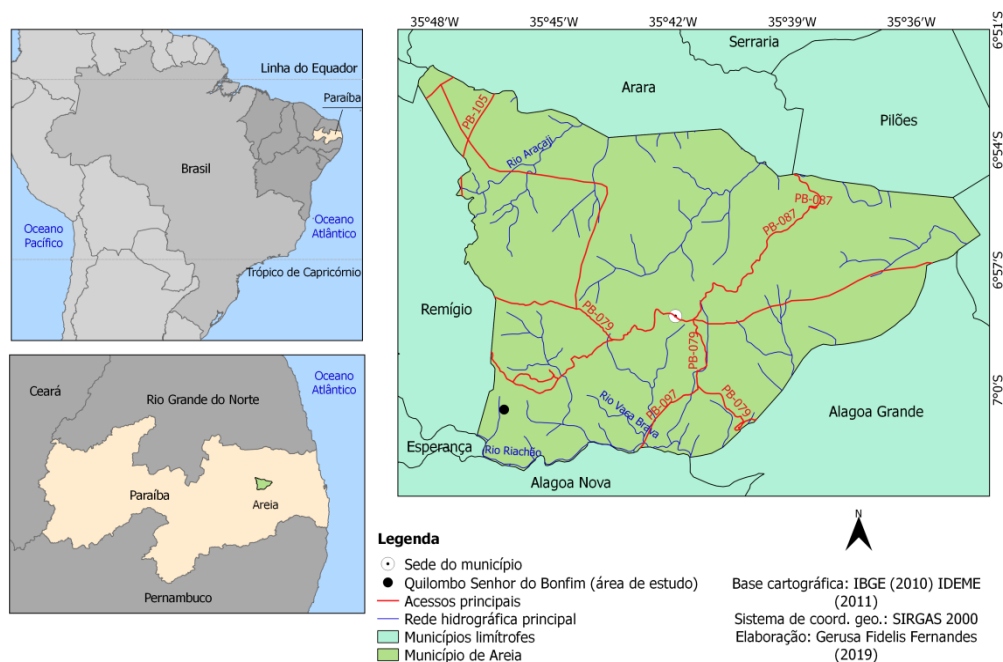 Linha do Equador
Paraíba
Brasil
Oceano
Pacífico
Oceano
Atlântico
Trópico de Capricórnio
Ceará
Rio Grande do Norte
Oceano
Atlântico
Paraíba
Areia
Pernambuco
35°48'W
35°45'W
35°42'W
35°39'W
35°36'W
6°51'S
6°54'S
6°57'S
7°0'S
Serraria
Arara
Pilões
PB-105
Rio Araçaji
PB-087
PB-087
Remígio
PB-079
PB-079
PB-079
PB-097
Rio Vaca Brava
Rio Riachão
Esperança
Alagoa Nova
Alagoa Grande
Legenda
Sede do município
Quilombo Senhor do Bonfim (área de estudo)
Acessos principais
Rede hidrográfica principal
Municípios limítrofes
Município de Areia
N
Base cartográfica: IBGE (2010) IDEME
(2011)
Sistema de coord. geo.: SIRGAS 2000
Elaboração: Gerusa Fidelis Fernandes
(2019)